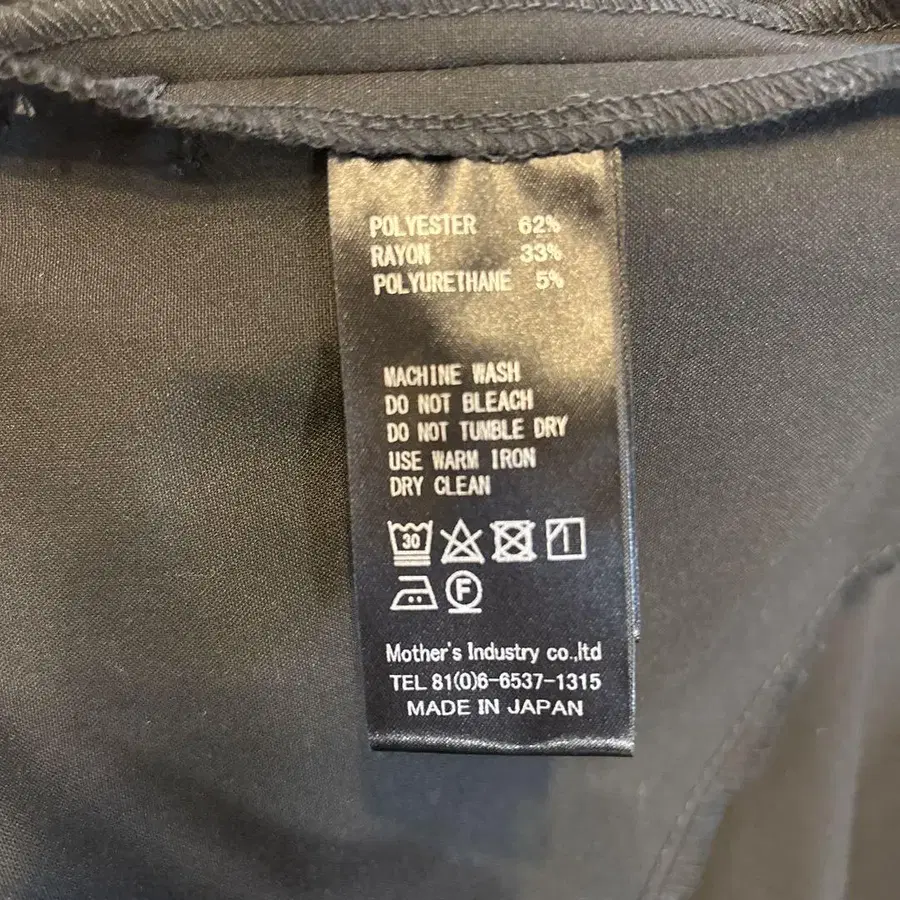 POLYESTER 62%
RAYON 33%
POLYURETHANE 5%
MACHINE WASH
DO NOT BLEACH
DO NOT TUMBLE DRY
USE WARM IRON
DRY CLEAN
30
F
Mother's Industry co.,ltd
TEL 81(0)6-6537-1315
MADE IN JAPAN